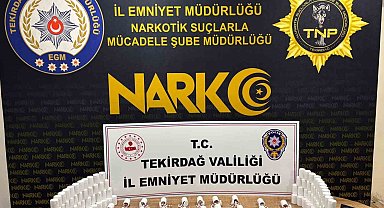 İL EMNİYET MÜDÜRLÜĞÜ
NARKOTİK SUÇLARLA
MÜCADELE ŞUBE MÜDÜRLÜĞÜ
EGM
TNP
NARKO
T.C.
TEKİRDAĞ VALİLİĞİ
İL EMNİYET MÜDÜRLÜĞÜ